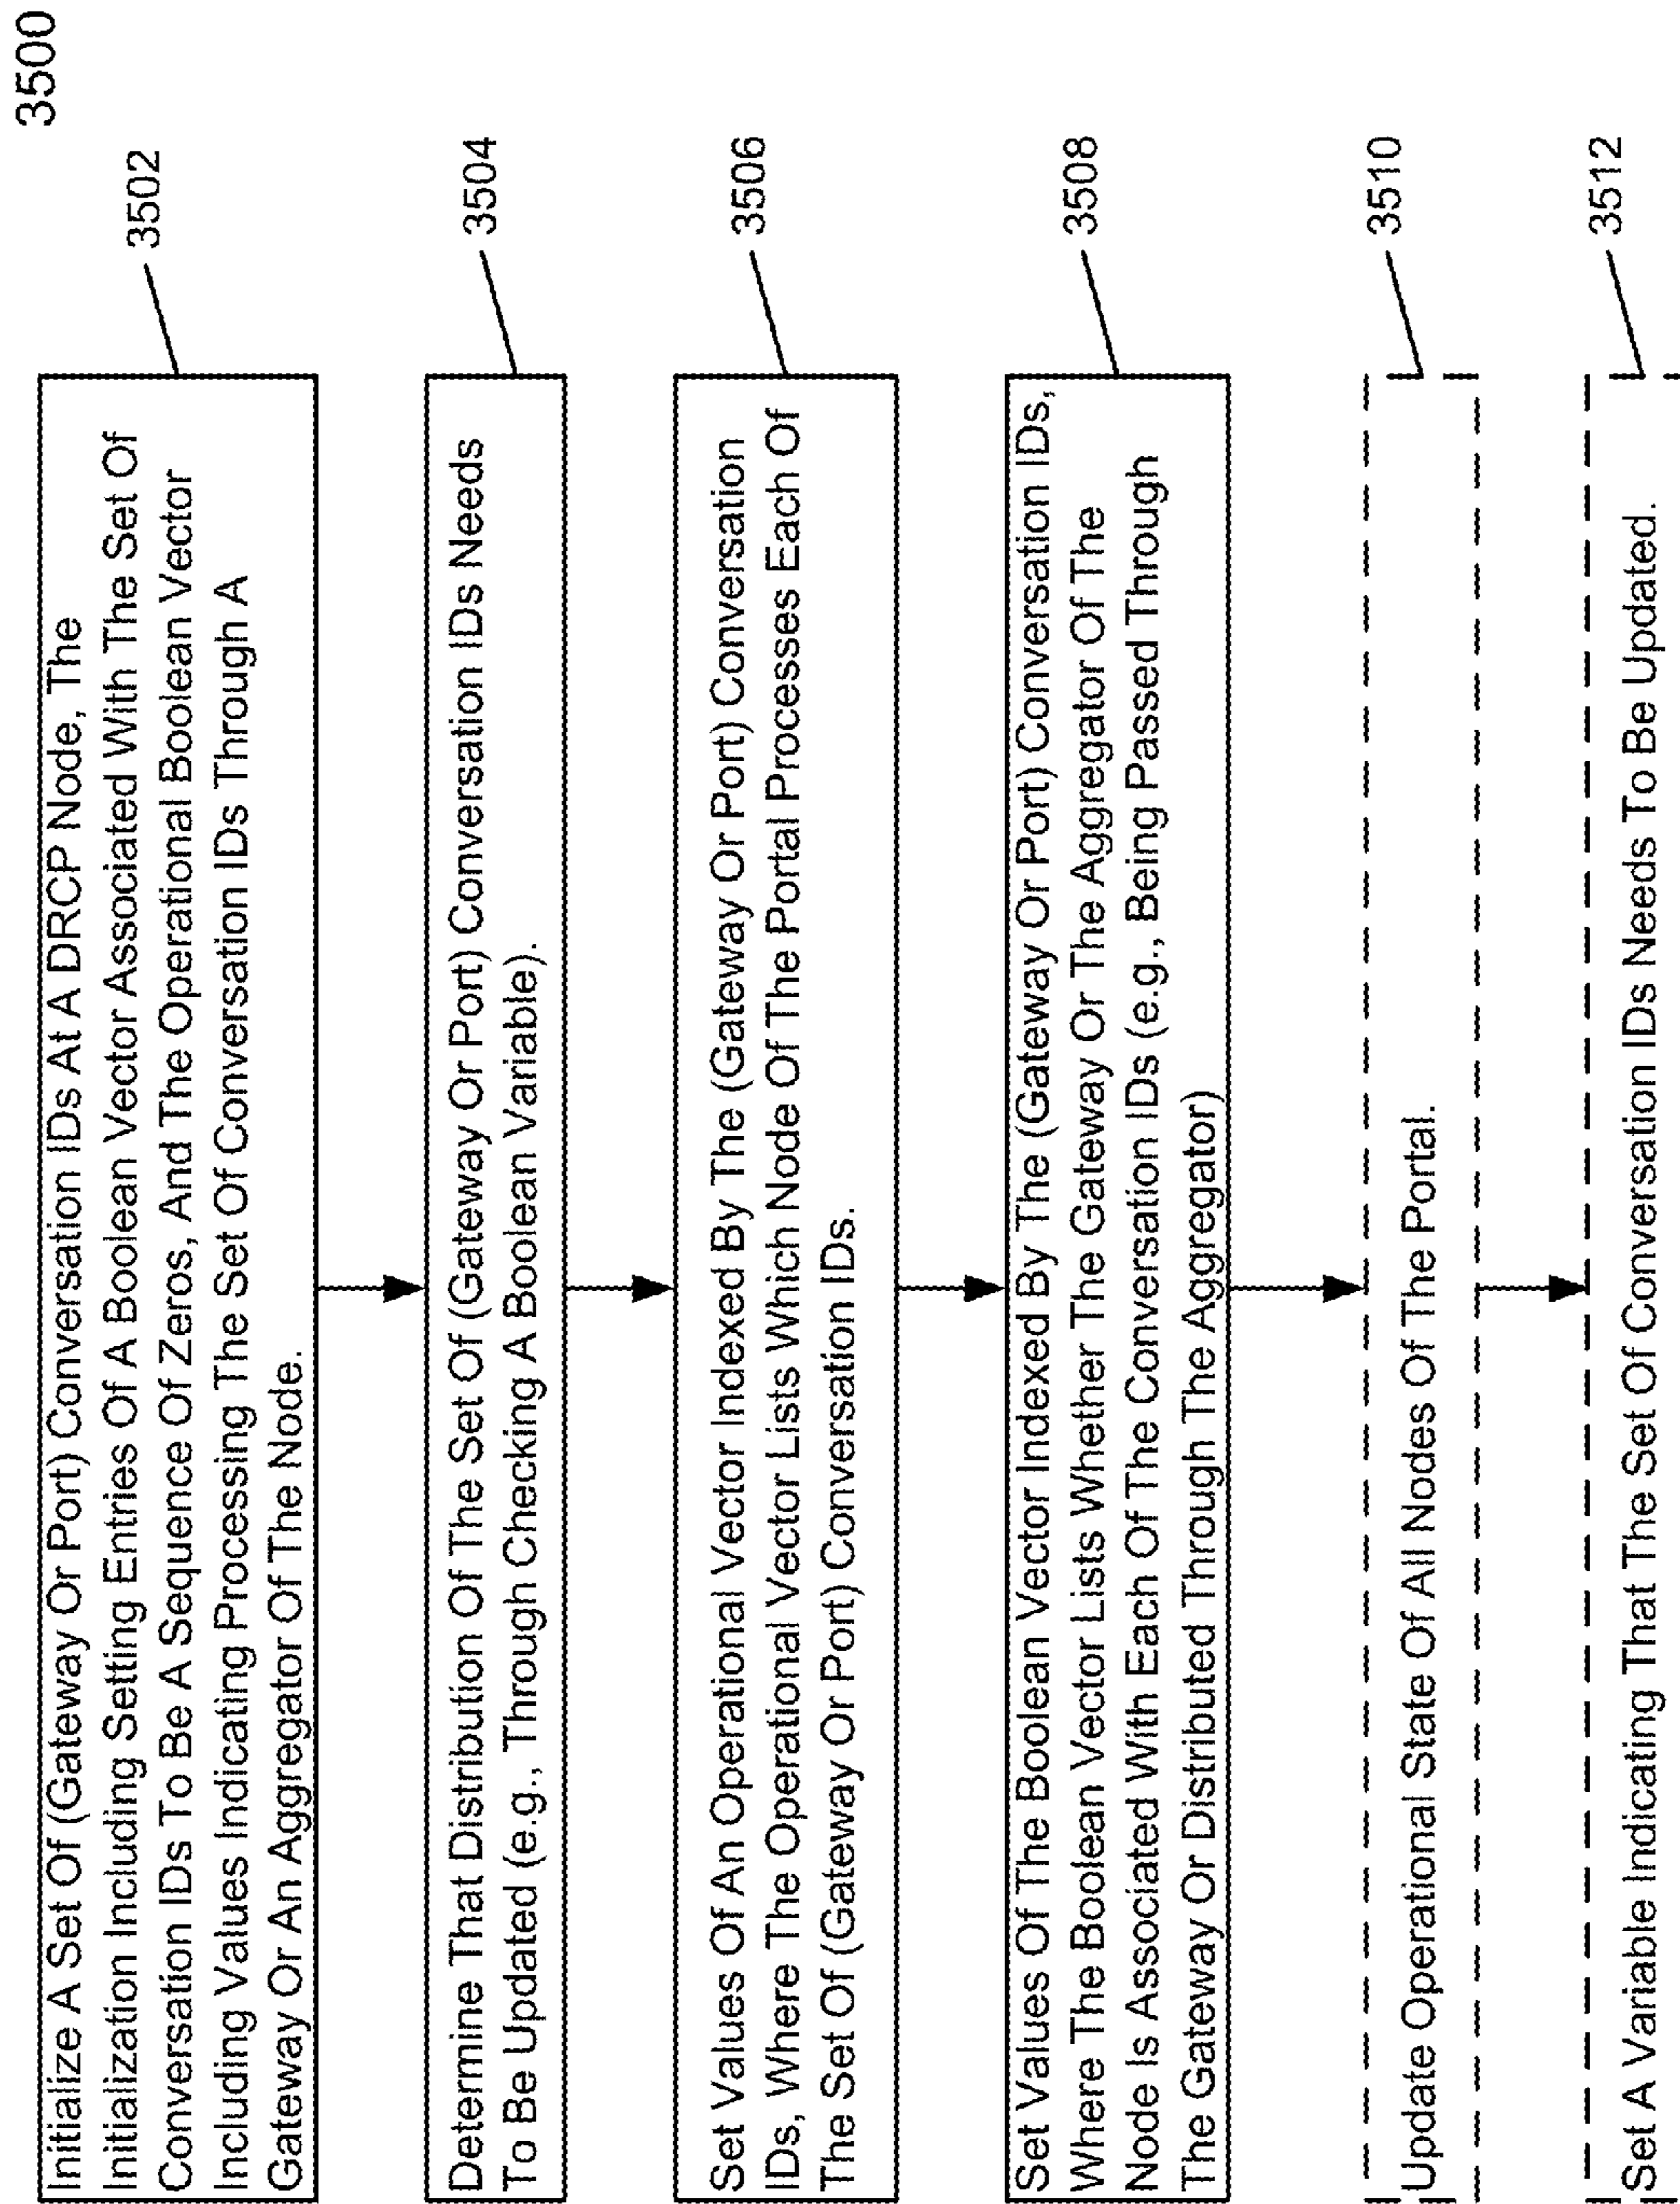 3500
Initialize A Set Of (Gateway Or Port) Conversation IDs At A DRCP Node, The
Initialization Including Setting Entries Of A Boolean Vector Associated With The Set Of
Conversation IDs To Be A Sequence Of Zeros, And The Operational Boolean Vector
Including Values Indicating Processing The Set Of Conversation IDs Through A
Gateway Or An Aggregator Of The Node.
3502
Determine That Distribution Of The Set Of (Gateway Or Port) Conversation IDs Needs
To Be Updated (e.g., Through Checking A Boolean Variable).
3504
Set Values Of An Operational Vector Indexed By The (Gateway Or Port) Conversation
IDs, Where The Operational Vector Lists Which Node Of The Portal Processes Each Of
The Set Of (Gateway Or Port) Conversation IDs.
3506
Set Values Of The Boolean Vector Indexed By The (Gateway Or Port) Conversation IDs,
Where The Boolean Vector Lists Whether The Gateway Or The Aggregator Of The
Node Is Associated With Each Of The Conversation IDs (e.g., Being Passed Through
The Gateway Or Distributed Through The Aggregator)
3508
Update Operational State Of All Nodes Of The Portal.
3510
Set A Variable Indicating That The Set Of Conversation IDs Needs To Be Updated.
3512